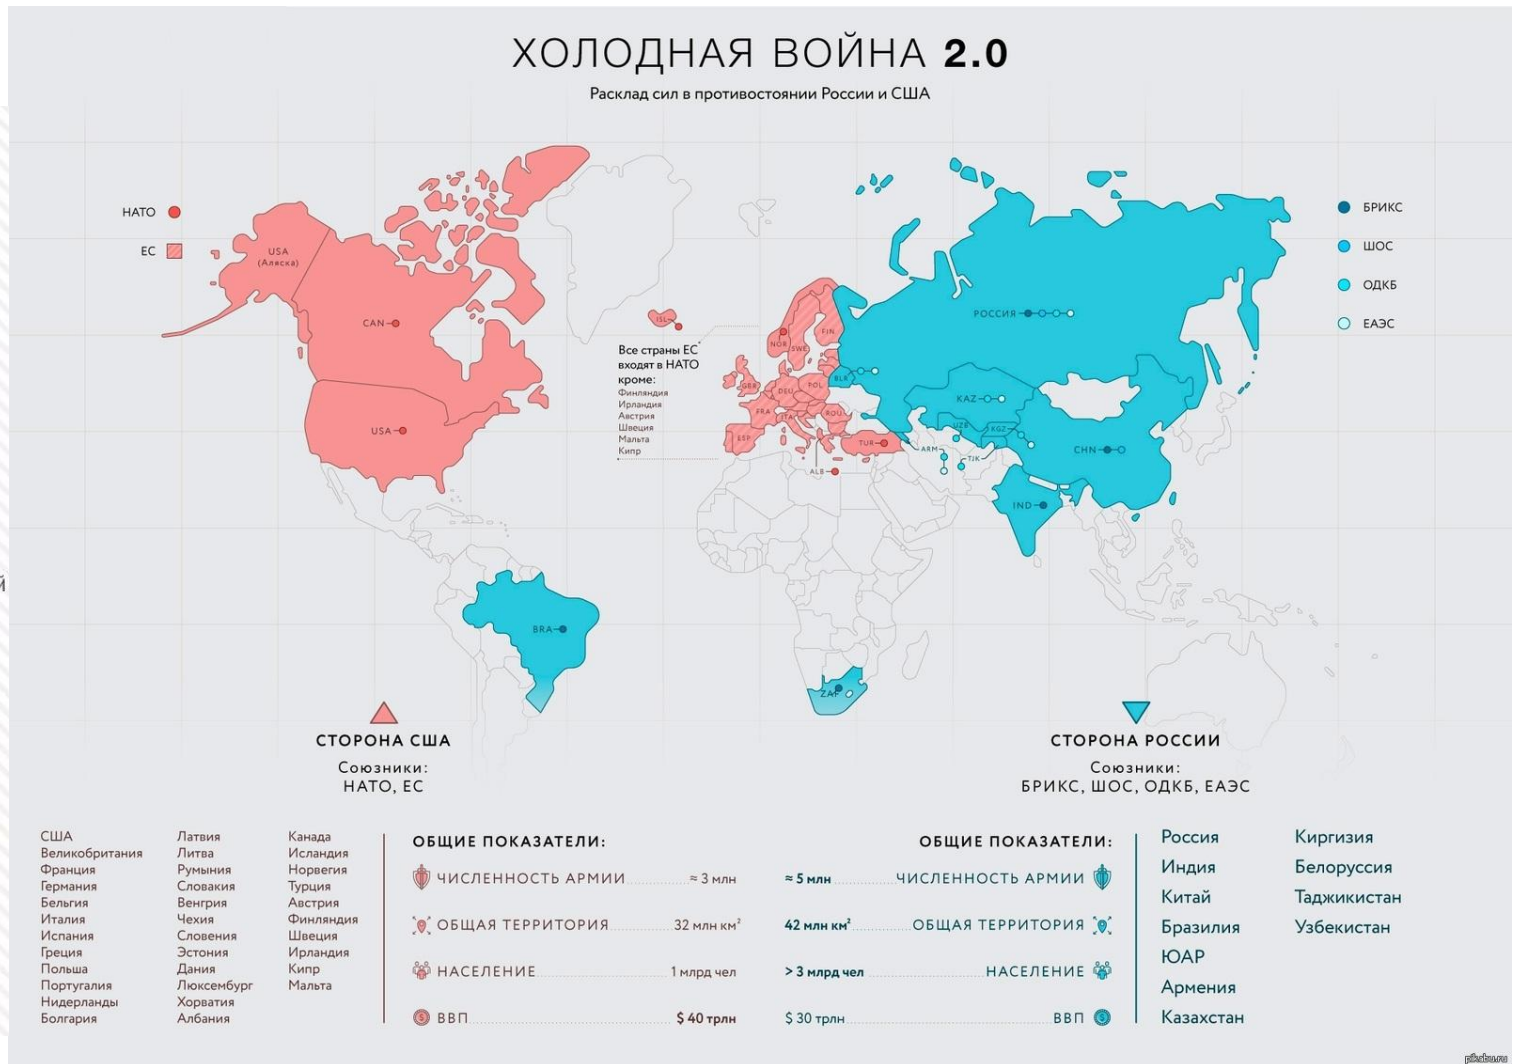 ХОЛОДНАЯ ВОЙНА 2.0
Расклад сил в противостоянии России и США
НАТО
ЕС
БРИКС
ШОС
ОДКБ
ЕАЭС
USA
(Аляска)
CAN
USA
ISL
Все страны ЕС*
входят в НАТО
кроме:
Финляндия
Ирландия
Австрия
Швеция
Мальта
Кипр
NOR
SWE
FIN
GBR
DEU
POL
FRA
ITA
ROU
ESP
TUR
ALB
BLR
РОССИЯ
KAZ
UZB
KGZ
ARM
TJK
CHN
IND
BRA
ZAF
й
СТОРОНА США
Союзники:
НАТО, ЕС
СТОРОНА РОССИИ
Союзники:
БРИКС, ШОС, ОДКБ, ЕАЭС
США
Великобритания
Франция
Германия
Бельгия
Италия
Испания
Греция
Польша
Португалия
Нидерланды
Болгария
Латвия
Литва
Румыния
Словакия
Венгрия
Чехия
Словения
Эстония
Дания
Люксембург
Хорватия
Албания
Канада
Исландия
Норвегия
Турция
Австрия
Финляндия
Швеция
Ирландия
Кипр
Мальта
ОБЩИЕ ПОКАЗАТЕЛИ:
ЧИСЛЕННОСТЬ АРМИИ ≈ 3 млн
ОБЩАЯ ТЕРРИТОРИЯ 32 млн км²
НАСЕЛЕНИЕ 1 млрд чел
ВВП $ 40 трлн
ОБЩИЕ ПОКАЗАТЕЛИ:
≈ 5 млн ЧИСЛЕННОСТЬ АРМИИ
42 млн км² ОБЩАЯ ТЕРРИТОРИЯ
> 3 млрд чел НАСЕЛЕНИЕ
$ 30 трлн ВВП
Россия
Индия
Китай
Бразилия
ЮАР
Армения
Казахстан
Киргизия
Белоруссия
Таджикистан
Узбекистан
pikabu.ru